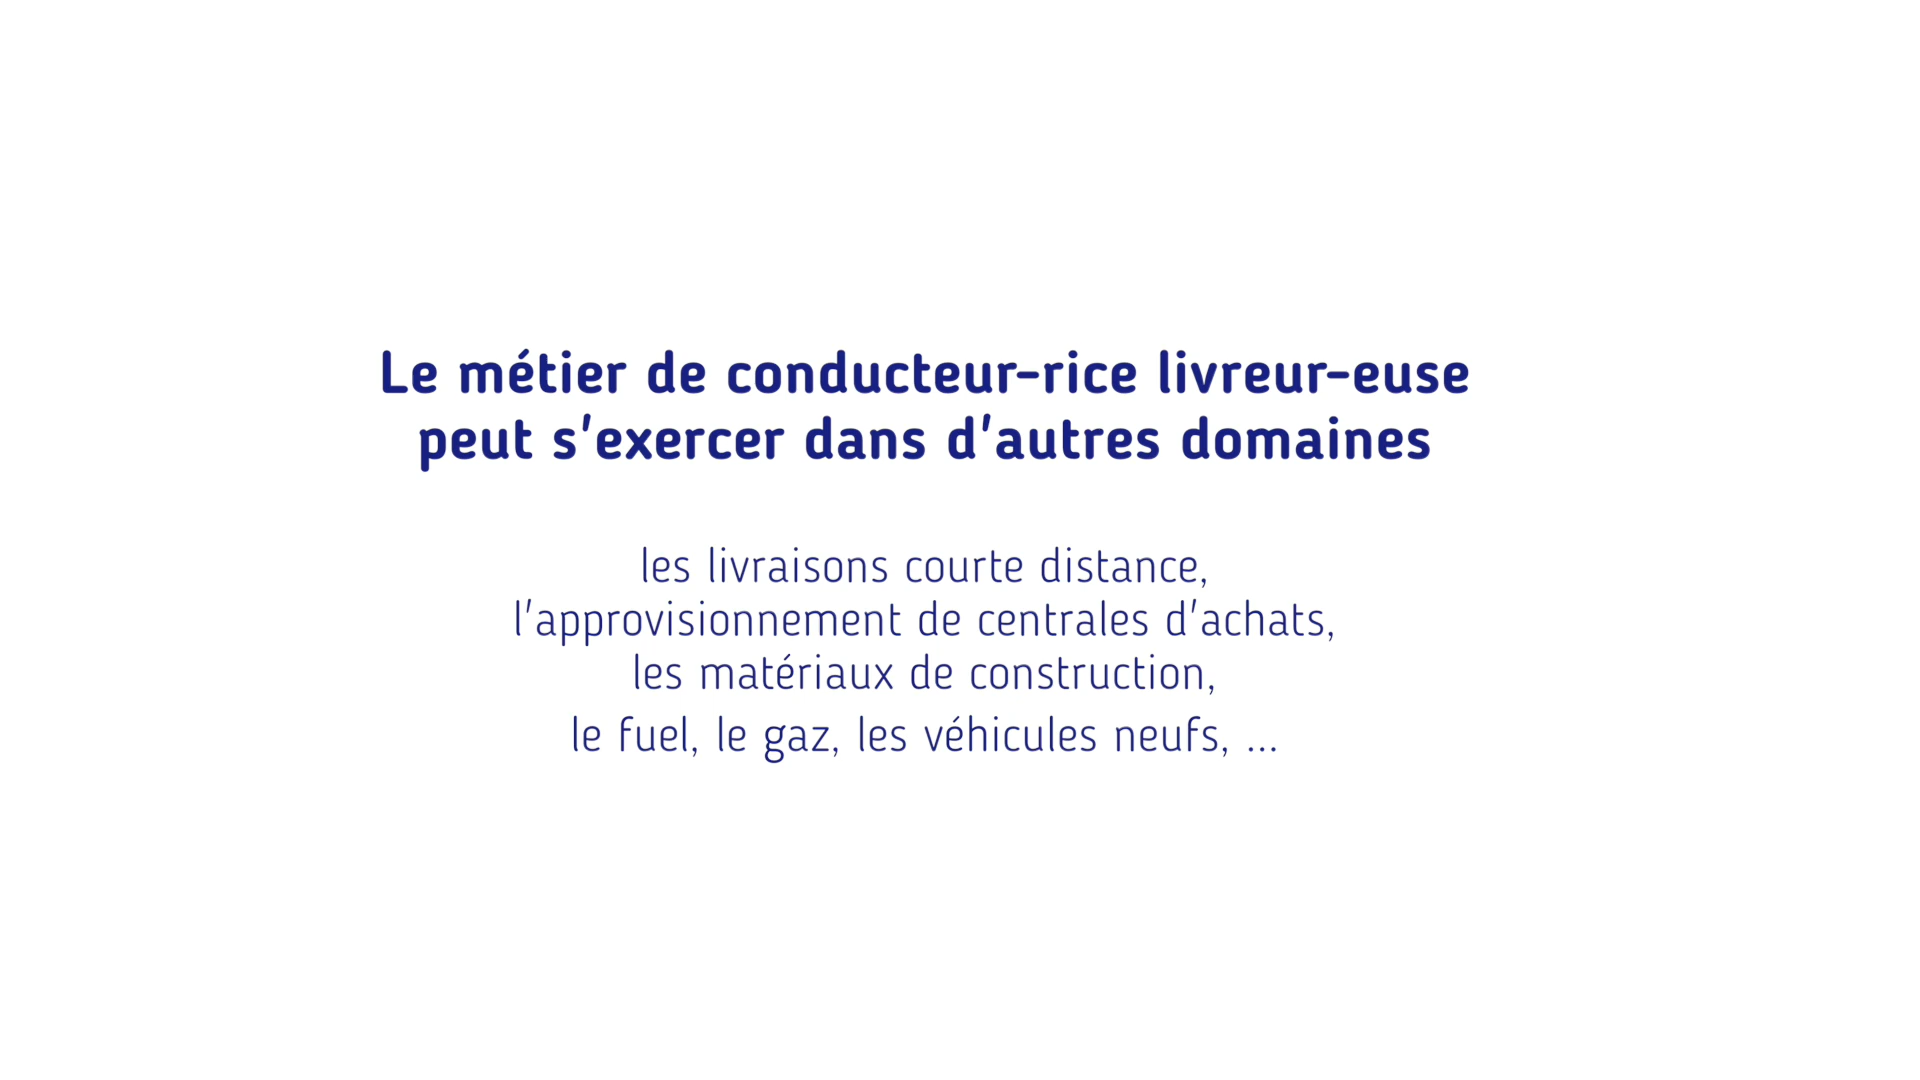 Le métier de conducteur-rice livreur-euse
peut s'exercer dans d'autres domaines
les livraisons courte distance,
l'approvisionnement de centrales d'achats,
les matériaux de construction,
le fuel, le gaz, les véhicules neufs, ...